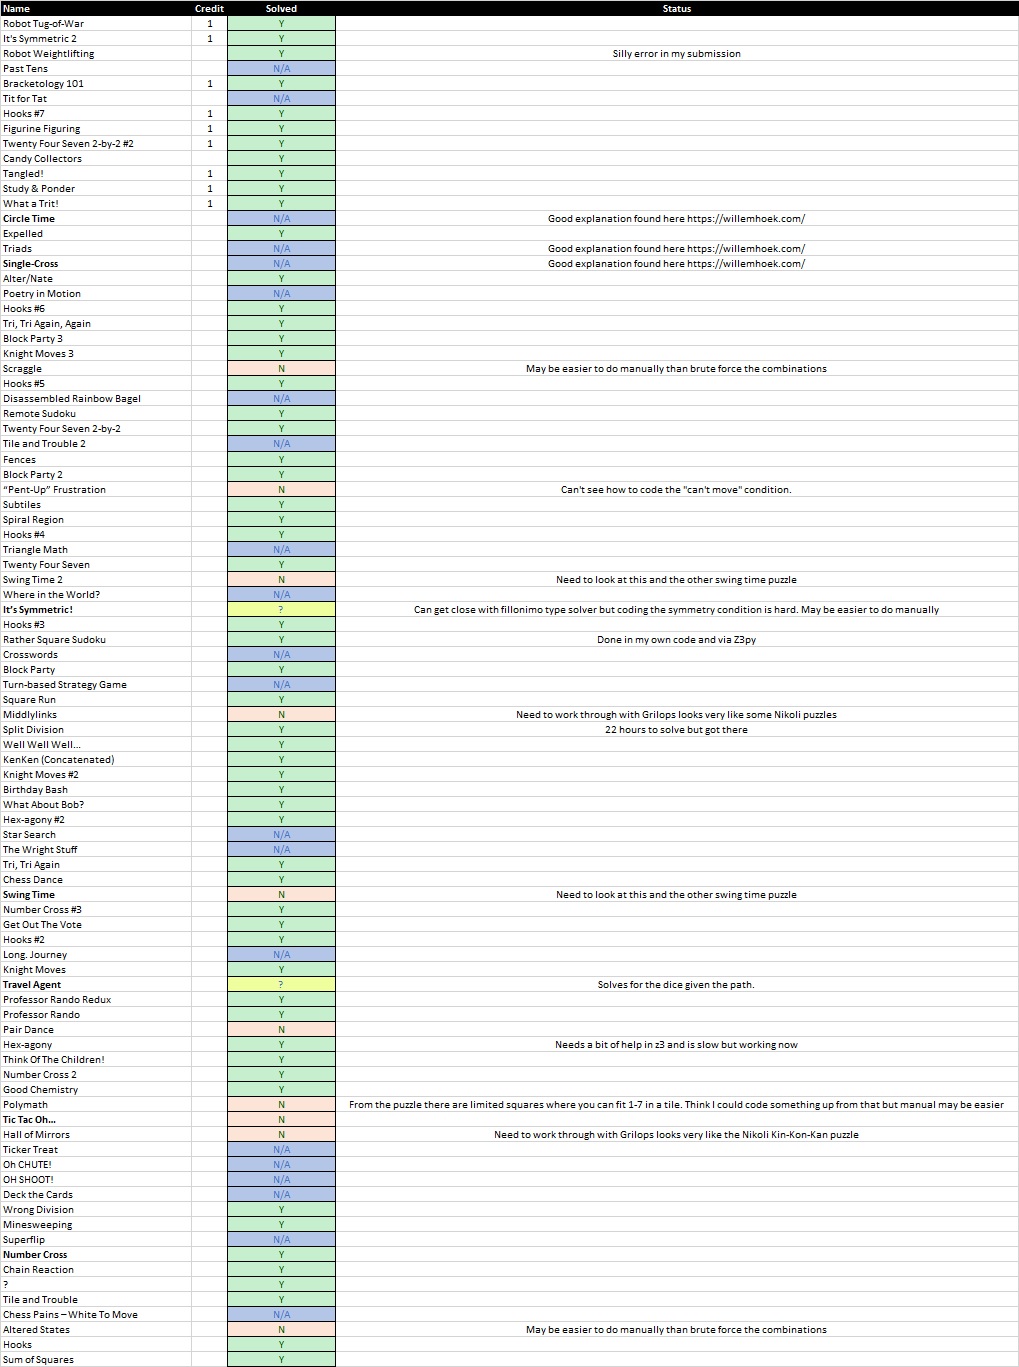 Name Credit Solved Status
Robot Tug-of-War 1 Y
It's Symmetric 2 1 Y
Robot Weightlifting Y Silly error in my submission
Past Tens N/A
Bracketology 101 1 Y
Tit for Tat N/A
Hooks #7 1 Y
Figurine Figuring 1 Y
Twenty Four Seven 2-by-2 #2 1 Y
Candy Collectors Y
Tangled! 1 Y
Study & Ponder 1 Y
What a Trit! 1 Y
Circle Time N/A Good explanation found here https://willemhoek.com/
Expelled Y
Triads N/A Good explanation found here https://willemhoek.com/
Single-Cross N/A Good explanation found here https://willemhoek.com/
Alter/Nate Y
Poetry in Motion N/A
Hooks #6 Y
Tri, Tri Again, Again Y
Block Party 3 Y
Knight Moves 3 Y
Scraggle N May be easier to do manually than brute force the combinations
Hooks #5 Y
Disassembled Rainbow Bagel N/A
Remote Sudoku Y
Twenty Four Seven 2-by-2 Y
Tile and Trouble 2 N/A
Fences Y
Block Party 2 Y
“Pent-Up” Frustration N Can't see how to code the "can't move" condition.
Subtiles Y
Spiral Region Y
Hooks #4 Y
Triangle Math N/A
Twenty Four Seven Y
Swing Time 2 N Need to look at this and the other swing time puzzle
Where in the World? N/A
It’s Symmetric! ? Can get close with fillonimo type solver but coding the symmetry condition is hard. May be easier to do manually
Hooks #3 Y
Rather Square Sudoku Y Done in my own code and via Z3py
Crosswords N/A
Block Party Y
Turn-based Strategy Game N/A
Square Run Y
Middlylinks N Need to work through with Grilops looks very like some Nikoli puzzles
Split Division Y 22 hours to solve but got there
Well Well Well... Y
KenKen (Concatenated) Y
Knight Moves #2 Y
Birthday Bash Y
What About Bob? Y
Hex-agony #2 Y
Star Search N/A
The Wright Stuff N/A
Tri, Tri Again Y
Chess Dance Y
Swing Time N Need to look at this and the other swing time puzzle
Number Cross #3 Y
Get Out The Vote Y
Hooks #2 Y
Long. Journey N/A
Knight Moves Y
Travel Agent ? Solves for the dice given the path.
Professor Rando Redux Y
Professor Rando Y
Pair Dance N
Hex-agony Y Needs a bit of help in z3 and is slow but working now
Think Of The Children! Y
Number Cross 2 Y
Good Chemistry Y
Polymath N From the puzzle there are limited squares where you can fit 1-7 in a tile. Think I could code something up from that but manual may be easier
Tic Tac Oh... N
Hall of Mirrors N Need to work through with Grilops looks very like the Nikoli Kin-Kon-Kan puzzle
Ticker Treat N/A
Oh CHUTE! N/A
OH SHOOT! N/A
Deck the Cards N/A
Wrong Division Y
Minesweeping Y
Superflip N/A
Number Cross Y
Chain Reaction Y
? Y
Tile and Trouble Y
Chess Pains – White To Move N/A
Altered States N May be easier to do manually than brute force the combinations
Hooks Y
Sum of Squares Y